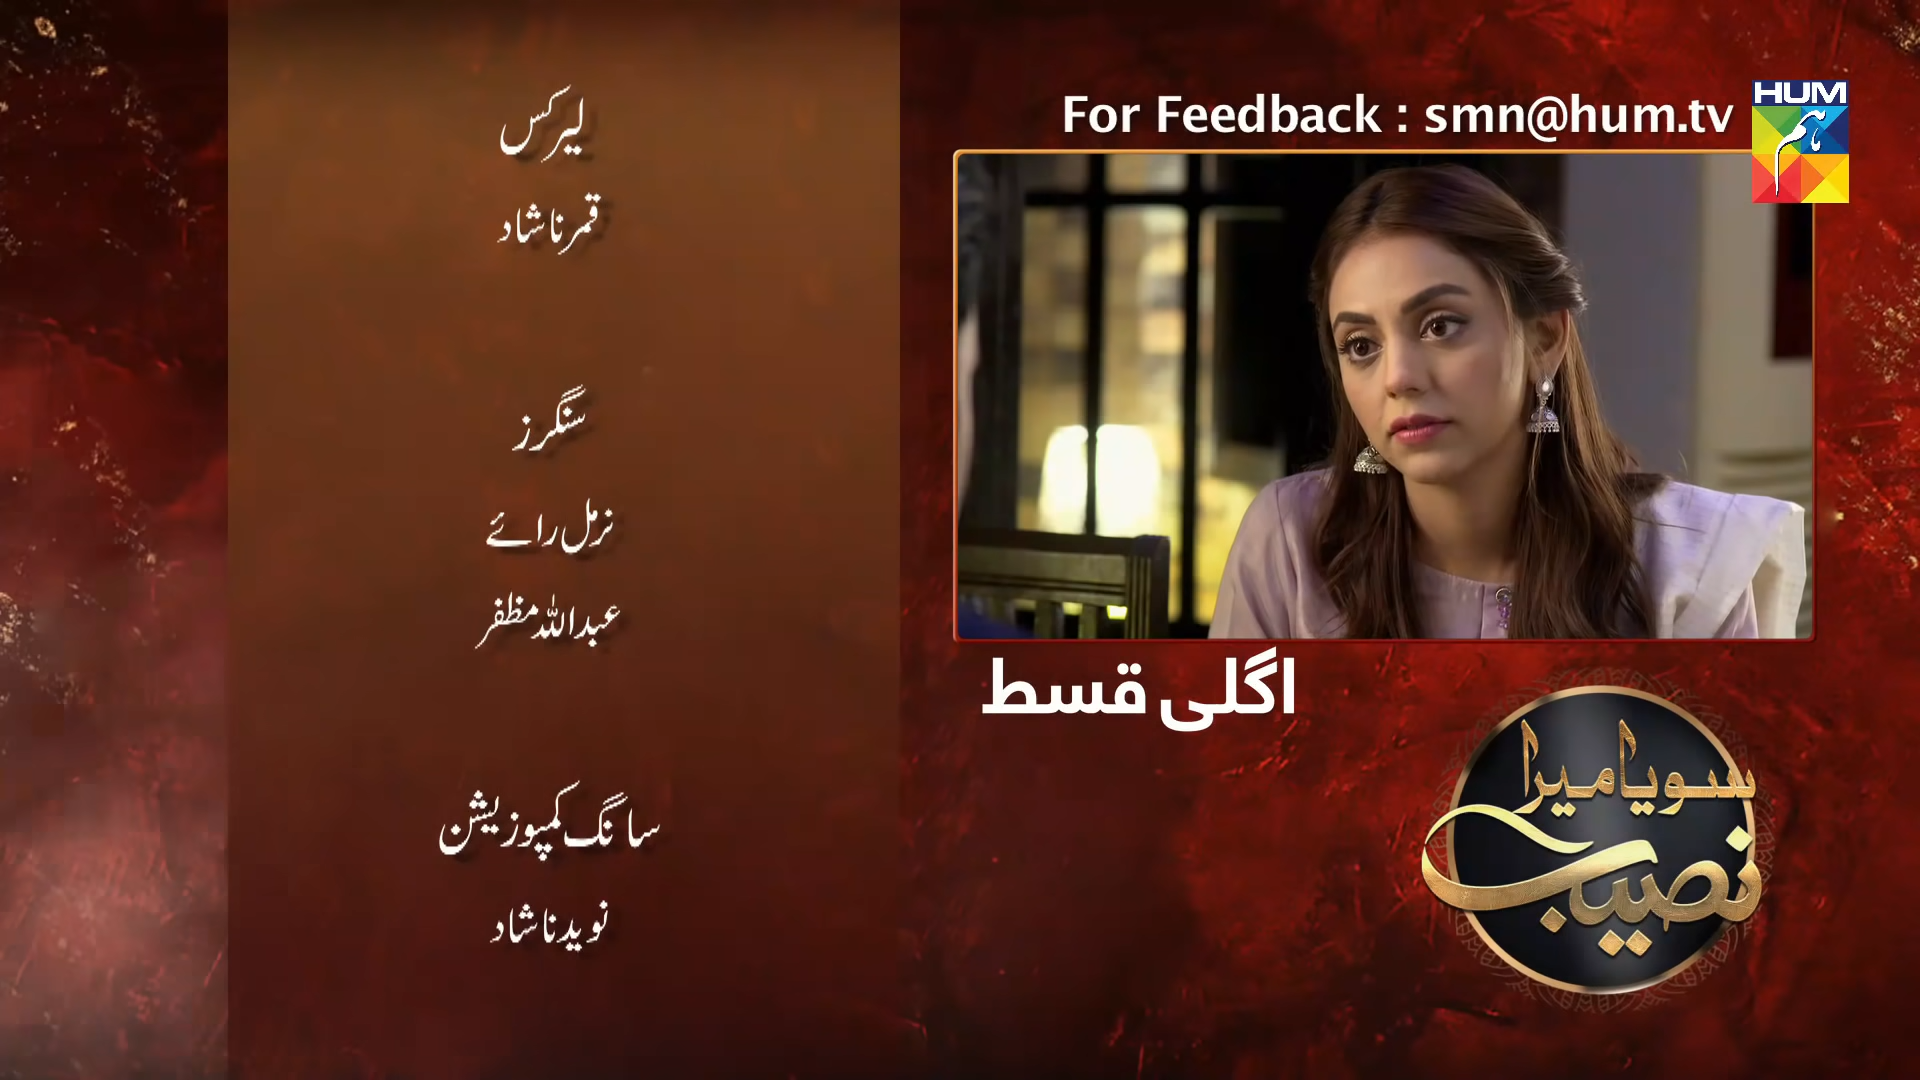 لیرکس
قمر ناشاد
سنگرز
نرمل رائے
عبداللہ مظفر
سانگ کمپوزیشن
نوید ناشاد
For Feedback : smn@hum.tv
HUM
ہم
اگلی قسط
سویا میرا
نصیب